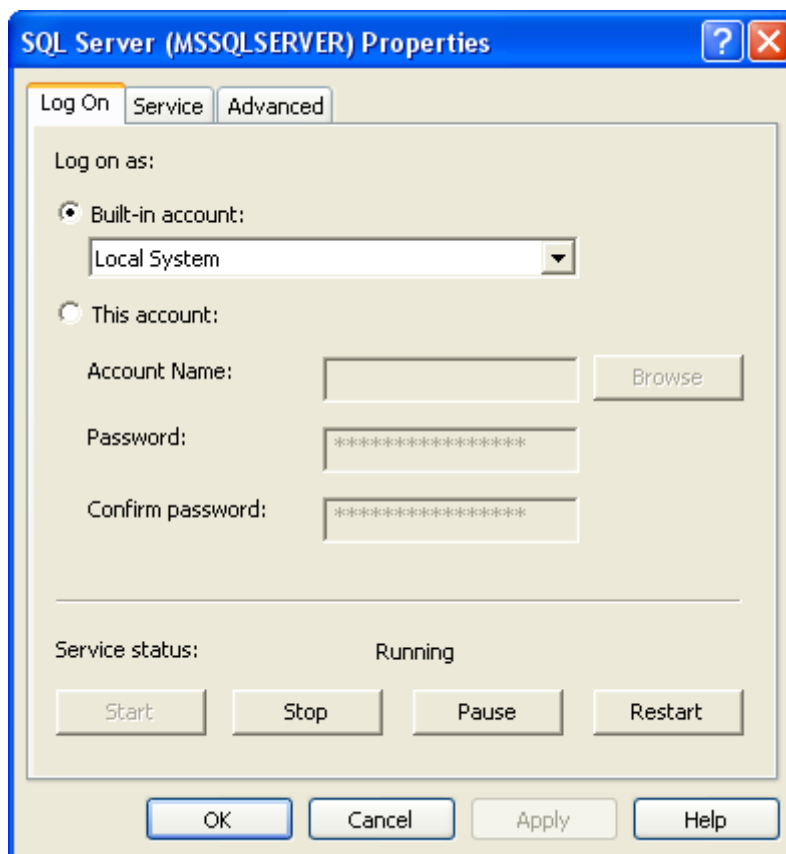 SQL Server (MSSQLSERVER) Properties
Log On Service Advanced
Log on as:
Built-in account:
Local System
This account:
Account Name: Browse
Password: ****************
Confirm password: ****************
Service status: Running
Start Stop Pause Restart
OK Cancel Apply Help